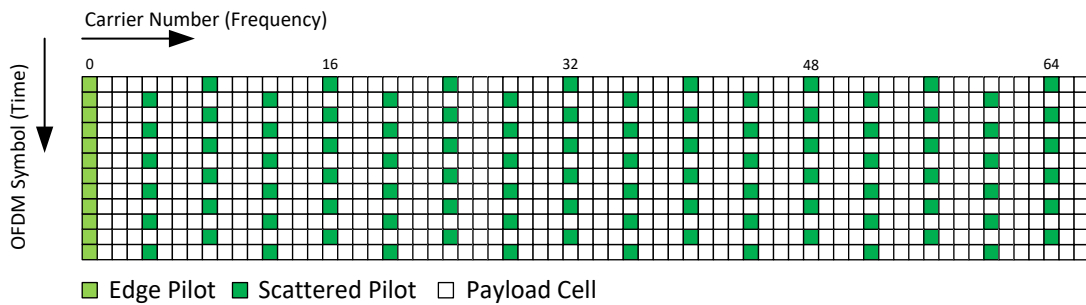 Carrier Number (Frequency)
0 16 32 48 64
OFDM Symbol (Time)
Edge Pilot Scattered Pilot Payload Cell